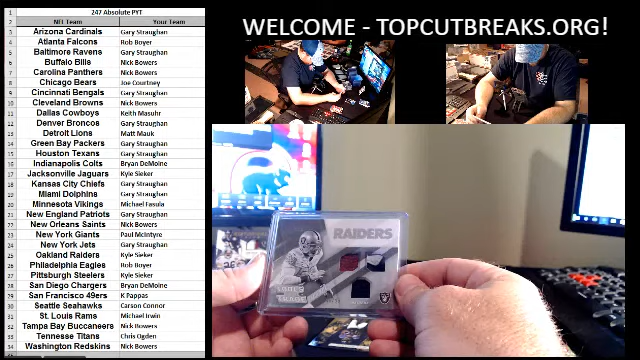 247 Absolute PYT
NFL Team Your Team
Arizona Cardinals Gary Straughan
Atlanta Falcons Rob Boyer
Baltimore Ravens Gary Straughan
Buffalo Bills Nick Bowers
Carolina Panthers Nick Bowers
Chicago Bears Joe Courtney
Cincinnati Bengals Gary Straughan
Cleveland Browns Nick Bowers
Dallas Cowboys Keith Masuhr
Denver Broncos Gary Straughan
Detroit Lions Matt Mauk
Green Bay Packers Gary Straughan
Houston Texans Gary Straughan
Indianapolis Colts Bryan DeMoine
Jacksonville Jaguars Kyle Sieker
Kansas City Chiefs Gary Straughan
Miami Dolphins Gary Straughan
Minnesota Vikings Michael Fasula
New England Patriots Gary Straughan
New Orleans Saints Nick Bowers
New York Giants Paul McIntyre
New York Jets Gary Straughan
Oakland Raiders Kyle Sieker
Philadelphia Eagles Rob Boyer
Pittsburgh Steelers Kyle Sieker
San Diego Chargers Bryan DeMoine
San Francisco 49ers K Pappas
Seattle Seahawks Carson Connor
St. Louis Rams Michael Irwin
Tampa Bay Buccaneers Nick Bowers
Tennesse Titans Chris Ogden
Washington Redskins Nick Bowers
WELCOME - TOPCUTBREAKS.ORG!
RAIDERS